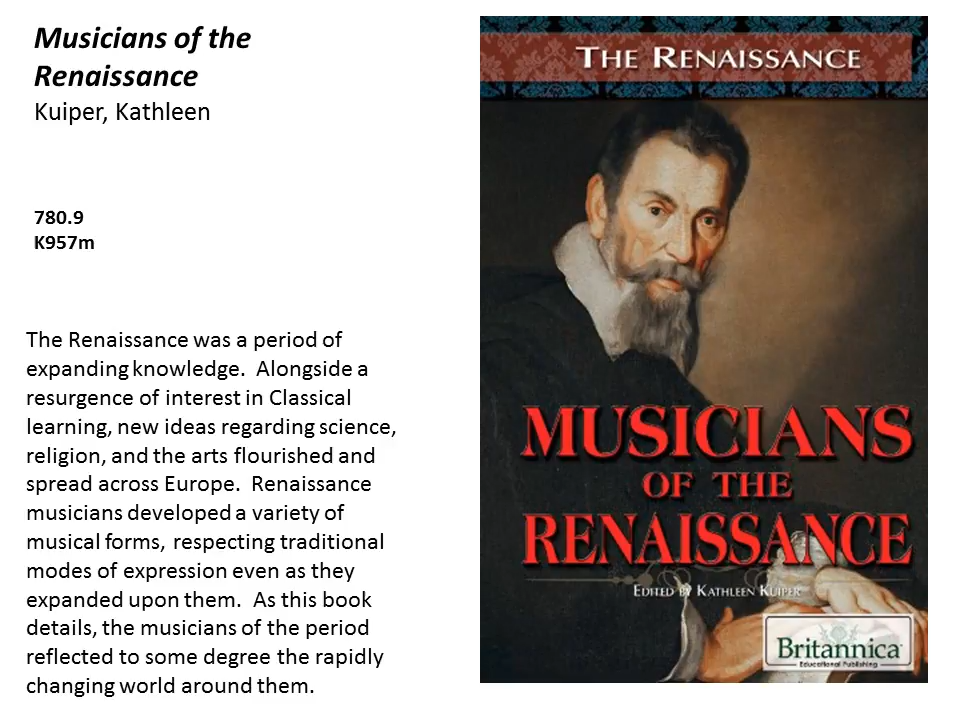 Musicians of the
Renaissance
Kuiper, Kathleen
780.9
K957m
The Renaissance was a period of
expanding knowledge.  Alongside a
resurgence of interest in Classical
learning, new ideas regarding science,
religion, and the arts flourished and
spread across Europe.  Renaissance
musicians developed a variety of
musical forms, respecting traditional
modes of expression even as they
expanded upon them.  As this book
details, the musicians of the period
reflected to some degree the rapidly
changing world around them.
THE RENAISSANCE
MUSICIANS
OF THE
RENAISSANCE
EDITED BY KATHLEEN KUIPER
Britannica
Educational Publishing